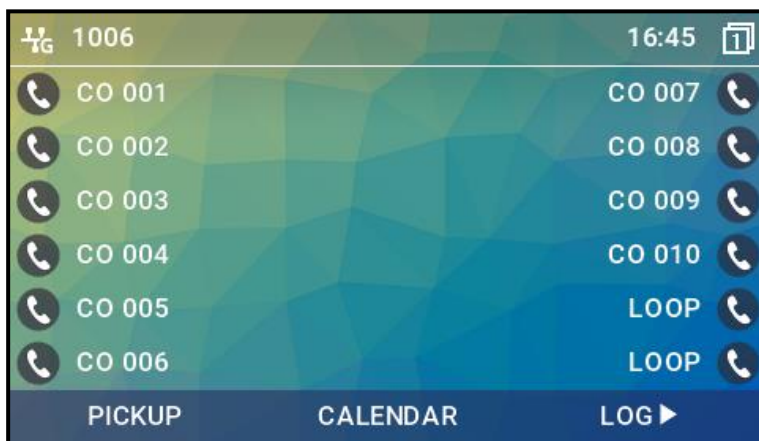 G 1006 16:45 1
CO 001 CO 007
CO 002 CO 008
CO 003 CO 009
CO 004 CO 010
CO 005 LOOP
CO 006 LOOP
PICKUP CALENDAR LOG▶